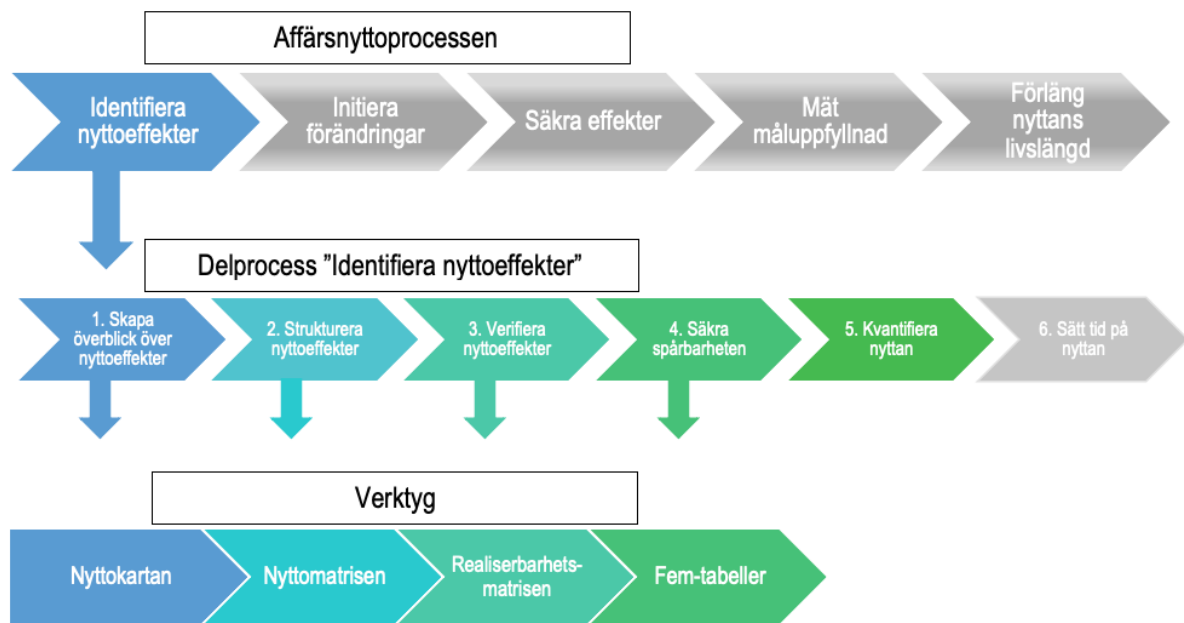 Affärsnyttoprocessen
Identifiera
nyttoeffekter
Initiera
förändringar
Säkra effekter
Mät
måluppfyllnad
Förläng
nyttans
livslängd
Delprocess ”Identifiera nyttoeffekter”
1. Skapa
överblick över
nyttoeffekter
2. Strukturera
nyttoeffekter
3. Verifiera
nyttoeffekter
4. Säkra
spårbarheten
5. Kvantifiera
nyttan
6. Sätt tid på
nyttan
Verktyg
Nyttokartan
Nyttomatrisen
Realiserbarhets-
matrisen
Fem-tabeller